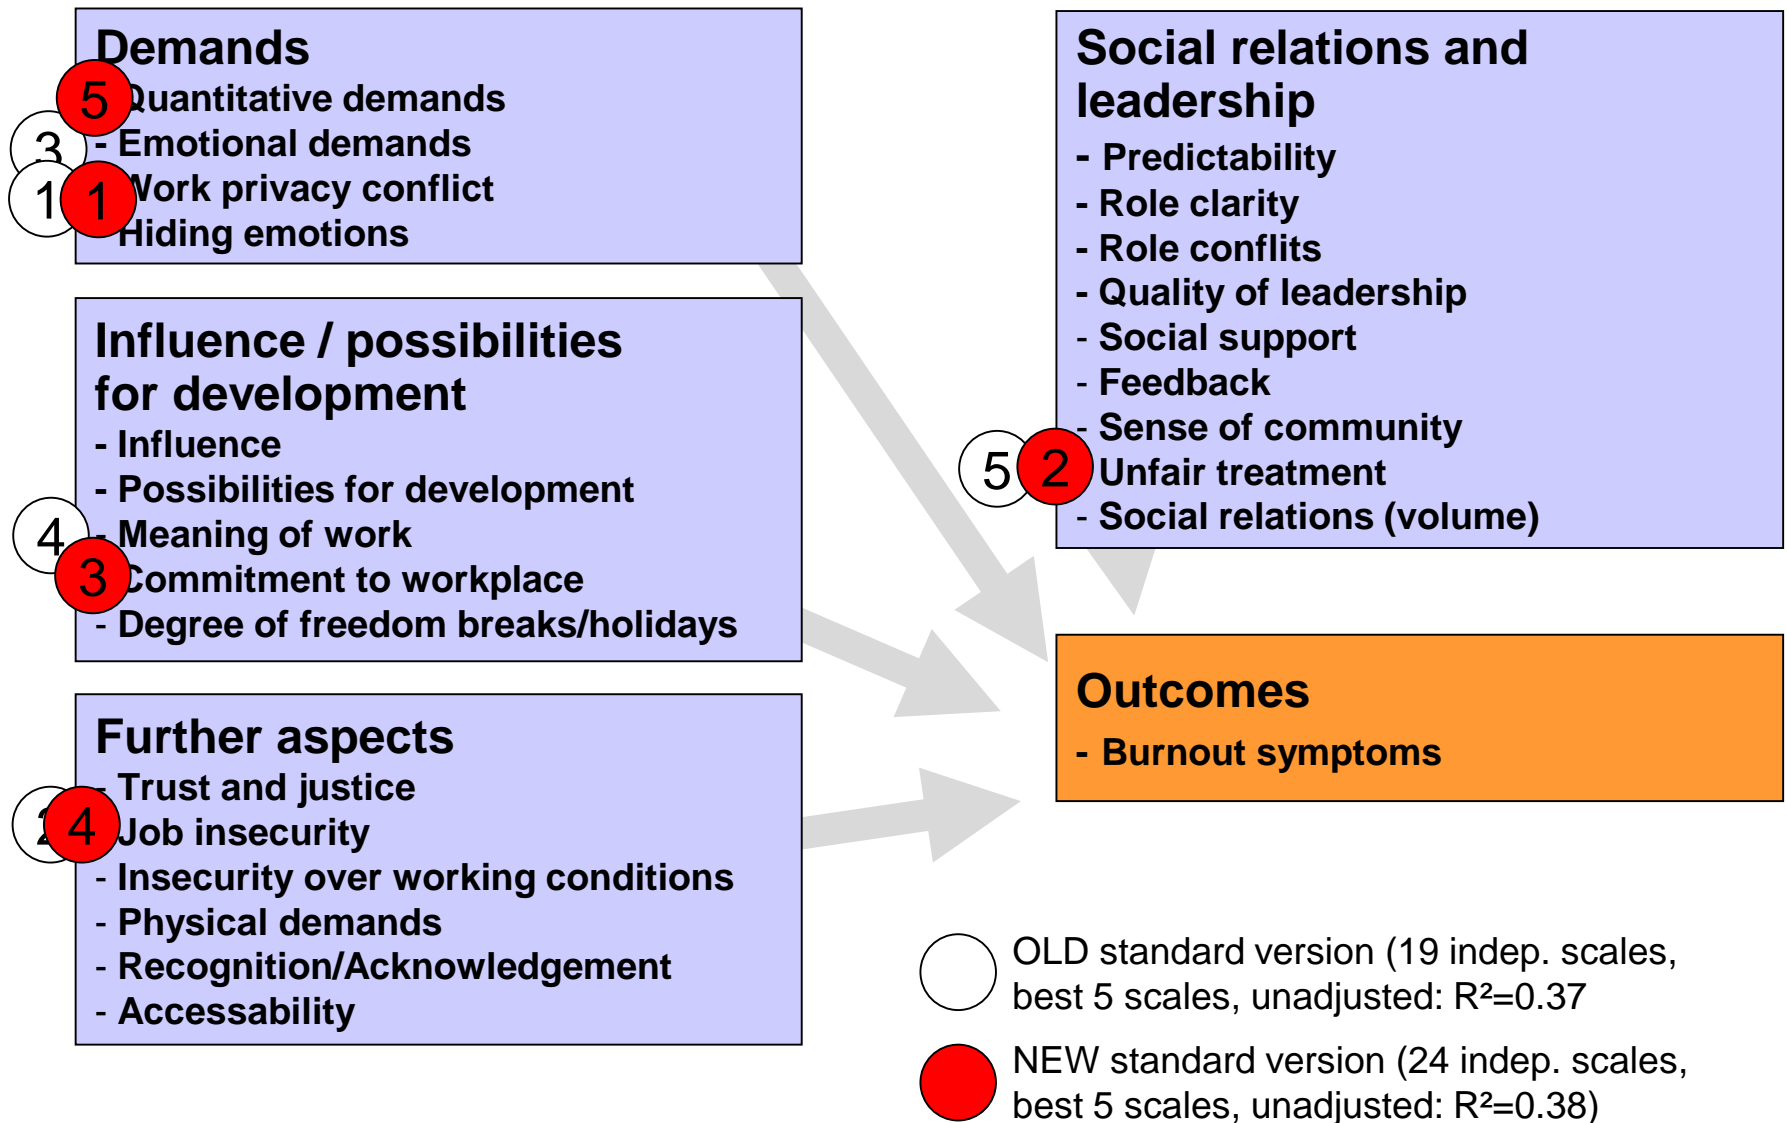 Demands
5 Quantitative demands
3 - Emotional demands
1 1 Work privacy conflict
Hiding emotions
Influence / possibilities
for development
- Influence
- Possibilities for development
4 - Meaning of work
3 Commitment to workplace
- Degree of freedom breaks/holidays
Further aspects
- Trust and justice
2 4 Job insecurity
- Insecurity over working conditions
- Physical demands
- Recognition/Acknowledgement
- Accessability
Social relations and
leadership
- Predictability
- Role clarity
- Role conflits
- Quality of leadership
- Social support
- Feedback
- Sense of community
5 2 Unfair treatment
- Social relations (volume)
Outcomes
- Burnout symptoms
OLD standard version (19 indep. scales,
best 5 scales, unadjusted: R²=0.37
NEW standard version (24 indep. scales,
best 5 scales, unadjusted: R²=0.38)